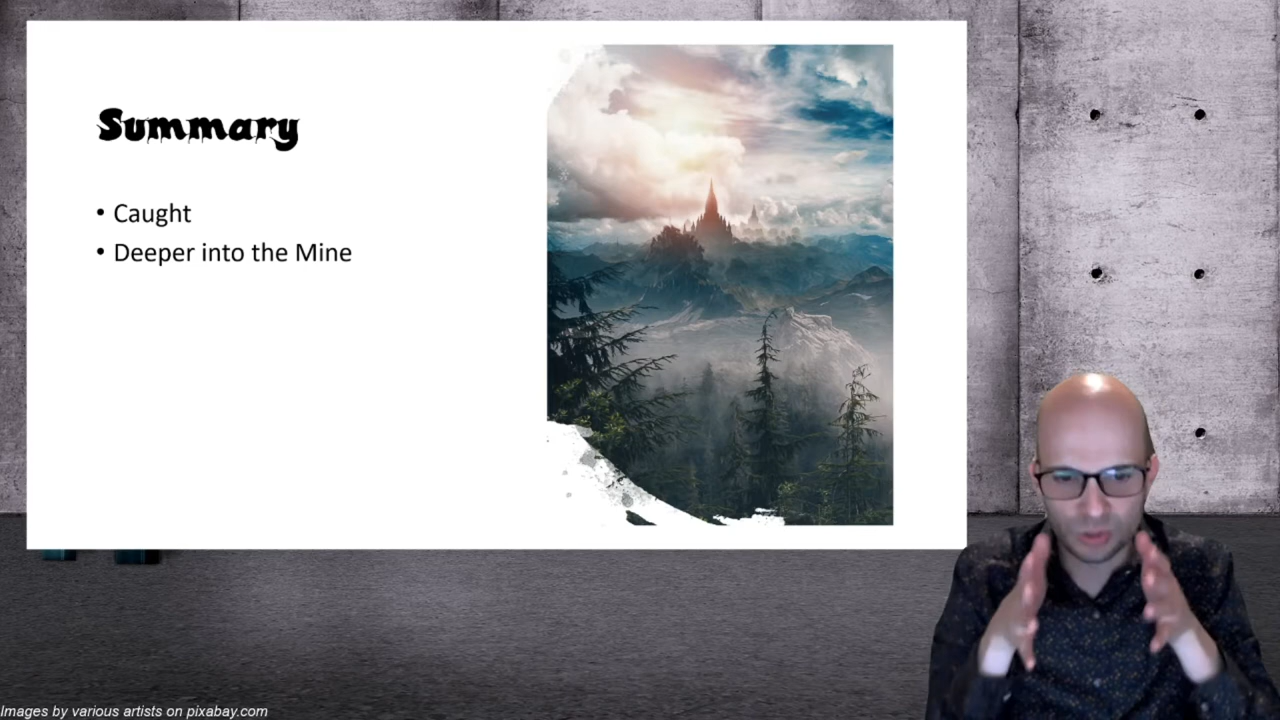 Summary
• Caught
• Deeper into the Mine
Images by various artists on pixabay.com